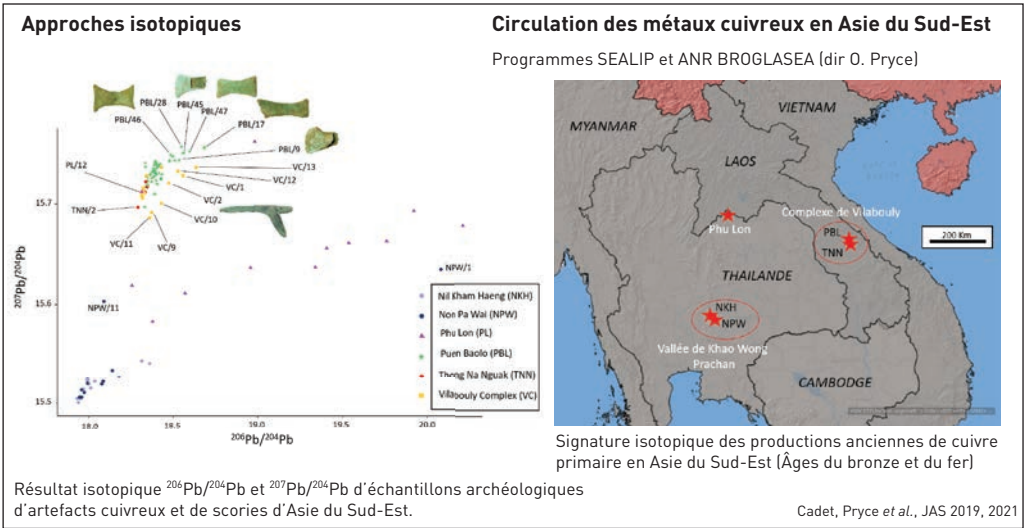 Approches isotopiques
PBL/28
PBL/45
PBL/47
PBL/46
PBL/17
PBL/9
PL/12
VC/13
VC/12
VC/1
VC/2
TNN/2
VC/10
VC/11
VC/9
15.7
15.6
15.5
²⁰⁷Pb/²⁰⁴Pb
NPW/1
NPW/11
Nil Kham Haeng (NKH)
Non Pa Wai (NPW)
Phu Lon (PL)
Puen Baolo (PBL)
Thong Na Nguak (TNN)
Vilabouly Complex (VC)
18.0 18.5 19.0 19.5 20.0
²⁰⁶Pb/²⁰⁴Pb
Résultat isotopique ²⁰⁶Pb/²⁰⁴Pb et ²⁰⁷Pb/²⁰⁴Pb d'échantillons archéologiques
d'artefacts cuivreux et de scories d'Asie du Sud-Est.
Circulation des métaux cuivreux en Asie du Sud-Est
Programmes SEALIP et ANR BROGLASEA (dir O. Pryce)
MYANMAR
VIETNAM
LAOS
Phu Lon
Complexe de Vilabouly
PBL
TNN
200 Km
THAILANDE
NKH
NPW
Vallée de Khao Wong
Prachan
CAMBODGE
Signature isotopique des productions anciennes de cuivre
primaire en Asie du Sud-Est (Âges du bronze et du fer)
Cadet, Pryce et al., JAS 2019, 2021